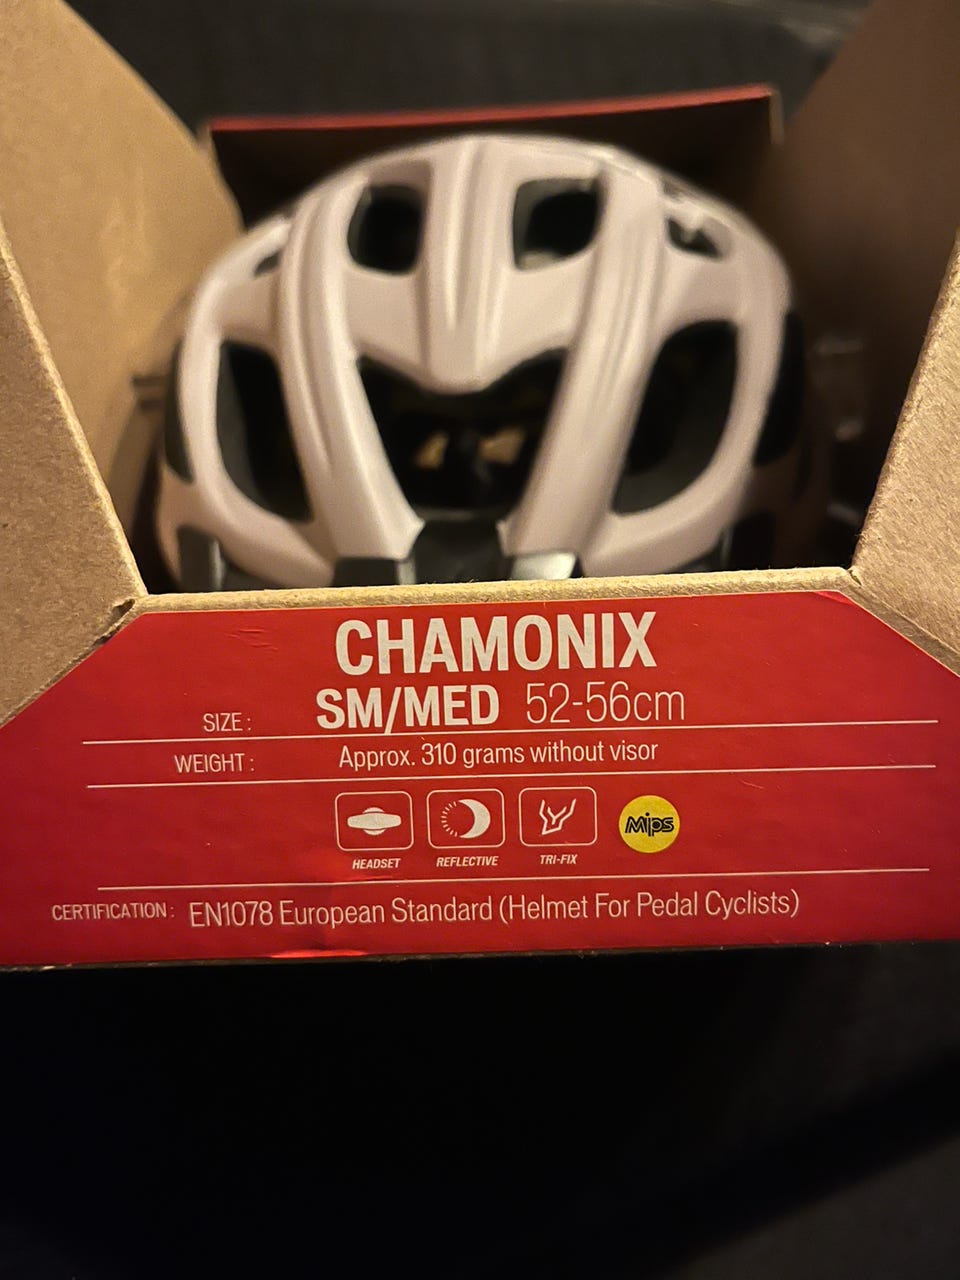 CHAMONIX
SIZE : SM/MED 52-56cm
WEIGHT : Approx. 310 grams without visor
HEADSET REFLECTIVE TRI-FIX Mips
CERTIFICATION : EN1078 European Standard (Helmet For Pedal Cyclists)